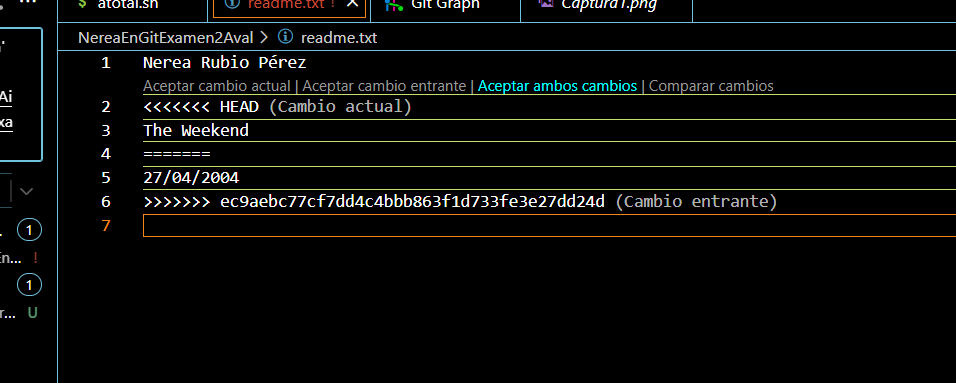 $ atotal.sh
readme.txt ! ×
Git Graph
Captura1.png
NereaEnGitExamen2Aval > readme.txt
1 Nerea Rubio Pérez
Aceptar cambio actual | Aceptar cambio entrante | Aceptar ambos cambios | Comparar cambios
2 <<<<<<< HEAD (Cambio actual)
3 The Weekend
4 =======
5 27/04/2004
6 >>>>>>> ec9aebc77cf7dd4c4bbb863f1d733fe3e27dd24d (Cambio entrante)
7
Ai
xa
1
En... !
1
r... U